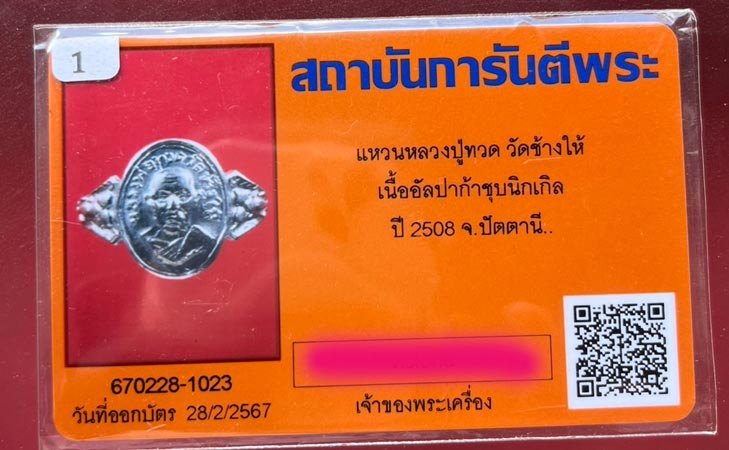 1
สถาบันการันตีพระ
แหวนหลวงปู่ทวด วัดช้างให้
เนื้ออัลปาก้าชุบนิกเกิล
ปี 2508 จ.ปัตตานี..
670228-1023
วันที่ออกบัตร 28/2/2567
เจ้าของพระเครื่อง